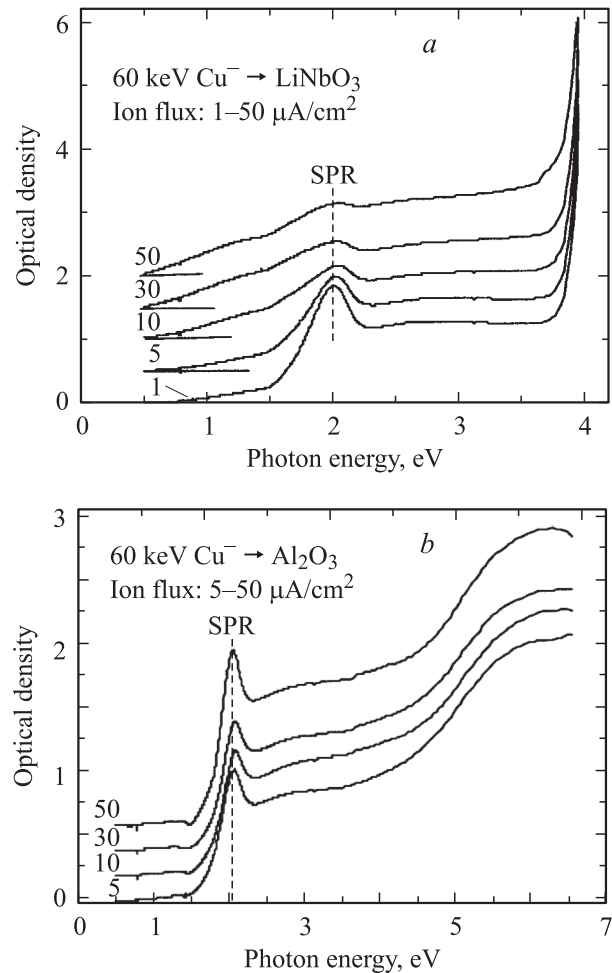 6
a
60 keV Cu⁻ → LiNbO₃
Ion flux: 1–50 μA/cm²
4
SPR
Optical density
50
2
30
10
5
1
0
0 1 2 3 4
Photon energy, eV
3
b
60 keV Cu⁻ → Al₂O₃
Ion flux: 5–50 μA/cm²
SPR
2
Optical density
1
50
30
10
5
0
0 1 3 5 7
Photon energy, eV